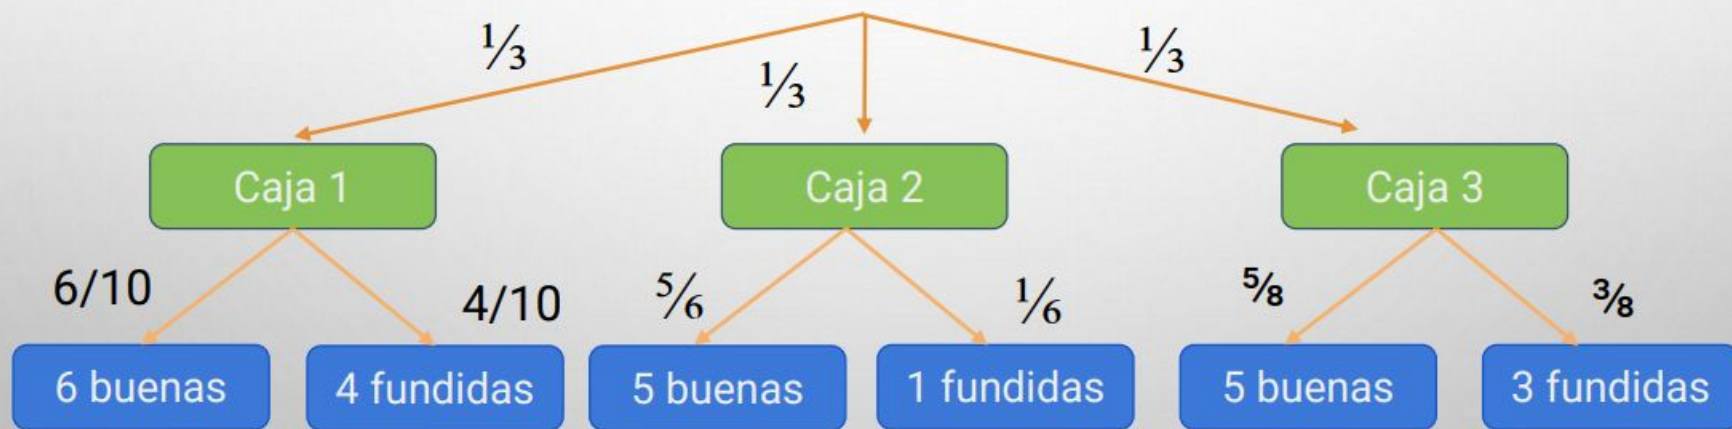 ⅓
⅓
⅓
Caja 1
Caja 2
Caja 3
6/10
4/10
⅚
⅙
⅝
⅜
6 buenas
4 fundidas
5 buenas
1 fundidas
5 buenas
3 fundidas